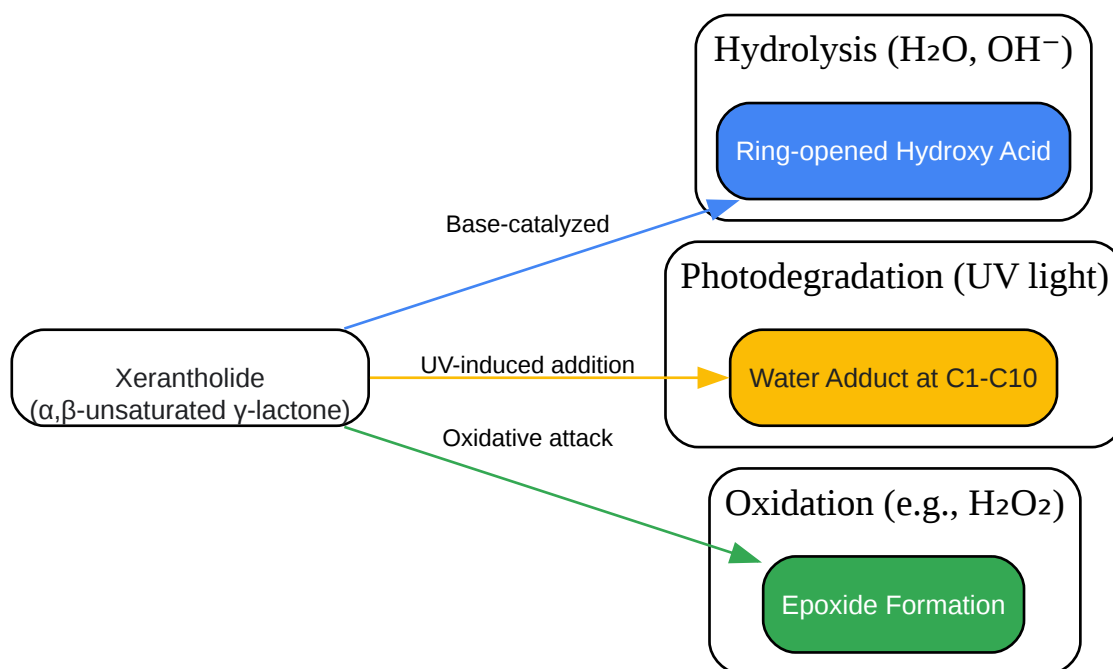 Hydrolysis (H₂O, OH⁻)
Ring-opened Hydroxy Acid
Base-catalyzed
Photodegradation (UV light)
Xerantholide
(α,β-unsaturated γ-lactone)
UV-induced addition
Water Adduct at C1-C10
Oxidative attack
Oxidation (e.g., H₂O₂)
Epoxide Formation